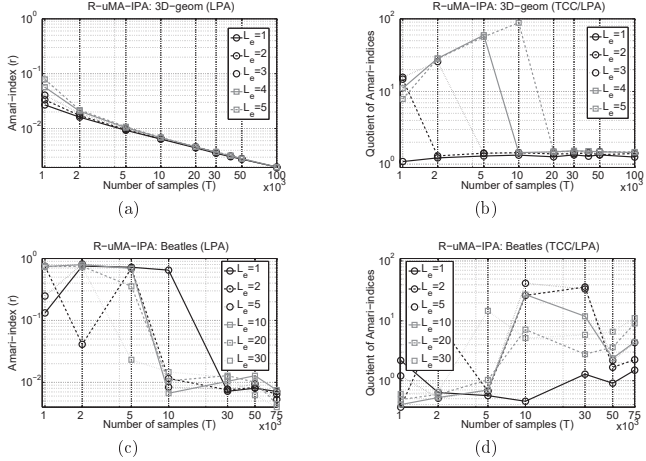 R-uMA-IPA: 3D-geom (LPA)
10^0
10^-1
10^-2
Amari-index (r)
L_e=1
L_e=2
L_e=3
L_e=4
L_e=5
1 2 5 10 20 30 40 50 100
x10^3
Number of samples (T)
(a)
R-uMA-IPA: 3D-geom (TCC/LPA)
10^2
10^1
10^0
Quotient of Amari-indices
L_e=1
L_e=2
L_e=3
L_e=4
L_e=5
1 2 5 10 20 30 40 50 100
x10^3
Number of samples (T)
(b)
R-uMA-IPA: Beatles (LPA)
10^0
10^-1
10^-2
Amari-index (r)
L_e=1
L_e=2
L_e=5
L_e=10
L_e=20
L_e=30
1 2 5 10 30 50 75
x10^3
Number of samples (T)
(c)
R-uMA-IPA: Beatles (TCC/LPA)
10^2
10^1
10^0
Quotient of Amari-indices
L_e=1
L_e=2
L_e=5
L_e=10
L_e=20
L_e=30
1 2 5 10 30 50 75
x10^3
Number of samples (T)
(d)